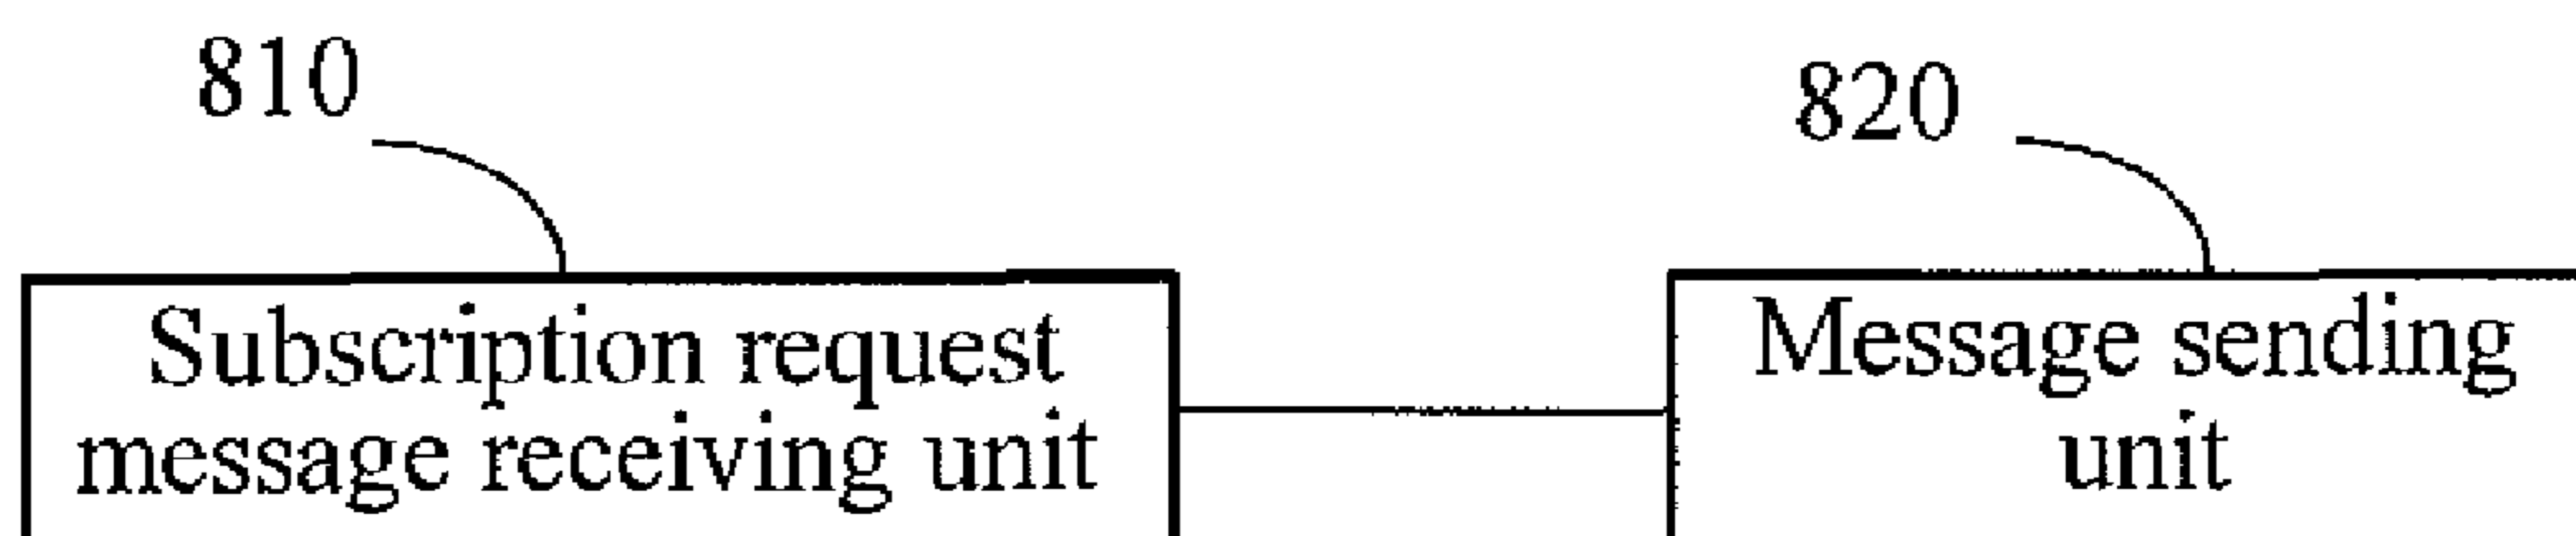 810
820
Subscription request
message receiving unit
Message sending
unit